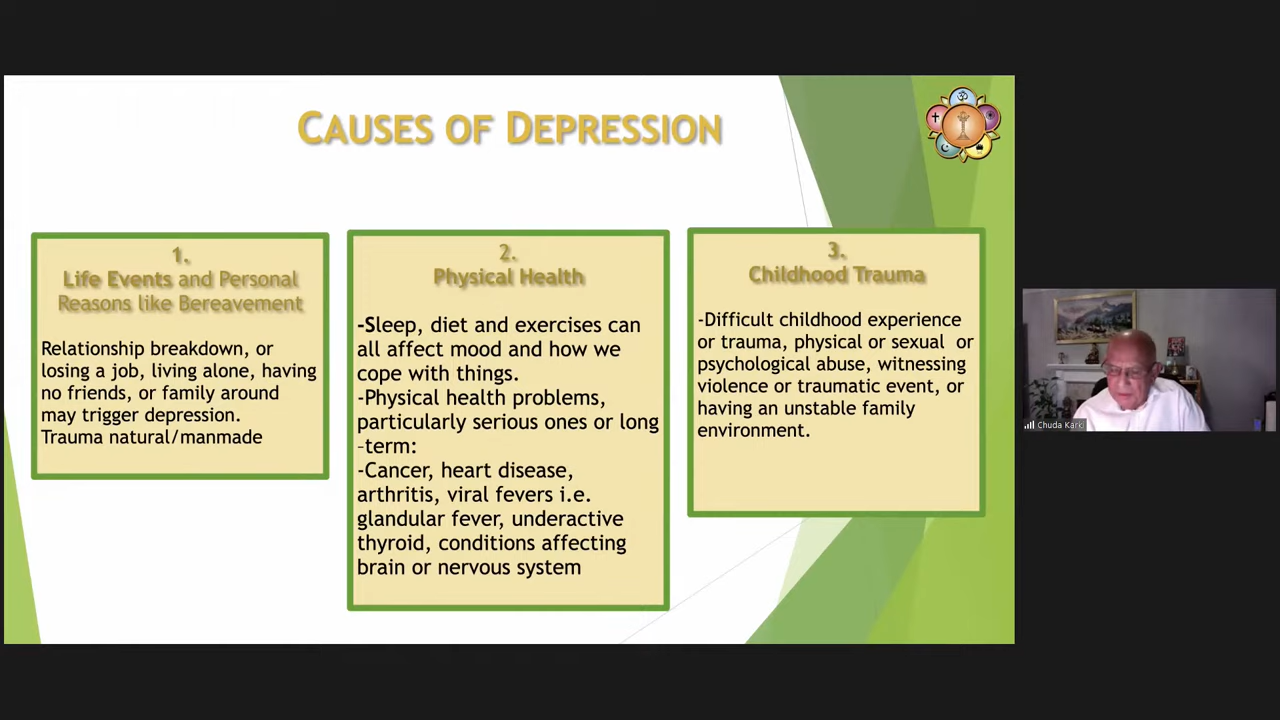 CAUSES OF DEPRESSION
1.
Life Events and Personal
Reasons like Bereavement
Relationship breakdown, or
losing a job, living alone, having
no friends, or family around
may trigger depression.
Trauma natural/manmade
2.
Physical Health
-Sleep, diet and exercises can
all affect mood and how we
cope with things.
-Physical health problems,
particularly serious ones or long
-term:
-Cancer, heart disease,
arthritis, viral fevers i.e.
glandular fever, underactive
thyroid, conditions affecting
brain or nervous system
3.
Childhood Trauma
-Difficult childhood experience
or trauma, physical or sexual or
psychological abuse, witnessing
violence or traumatic event, or
having an unstable family
environment.
Chuda Karki